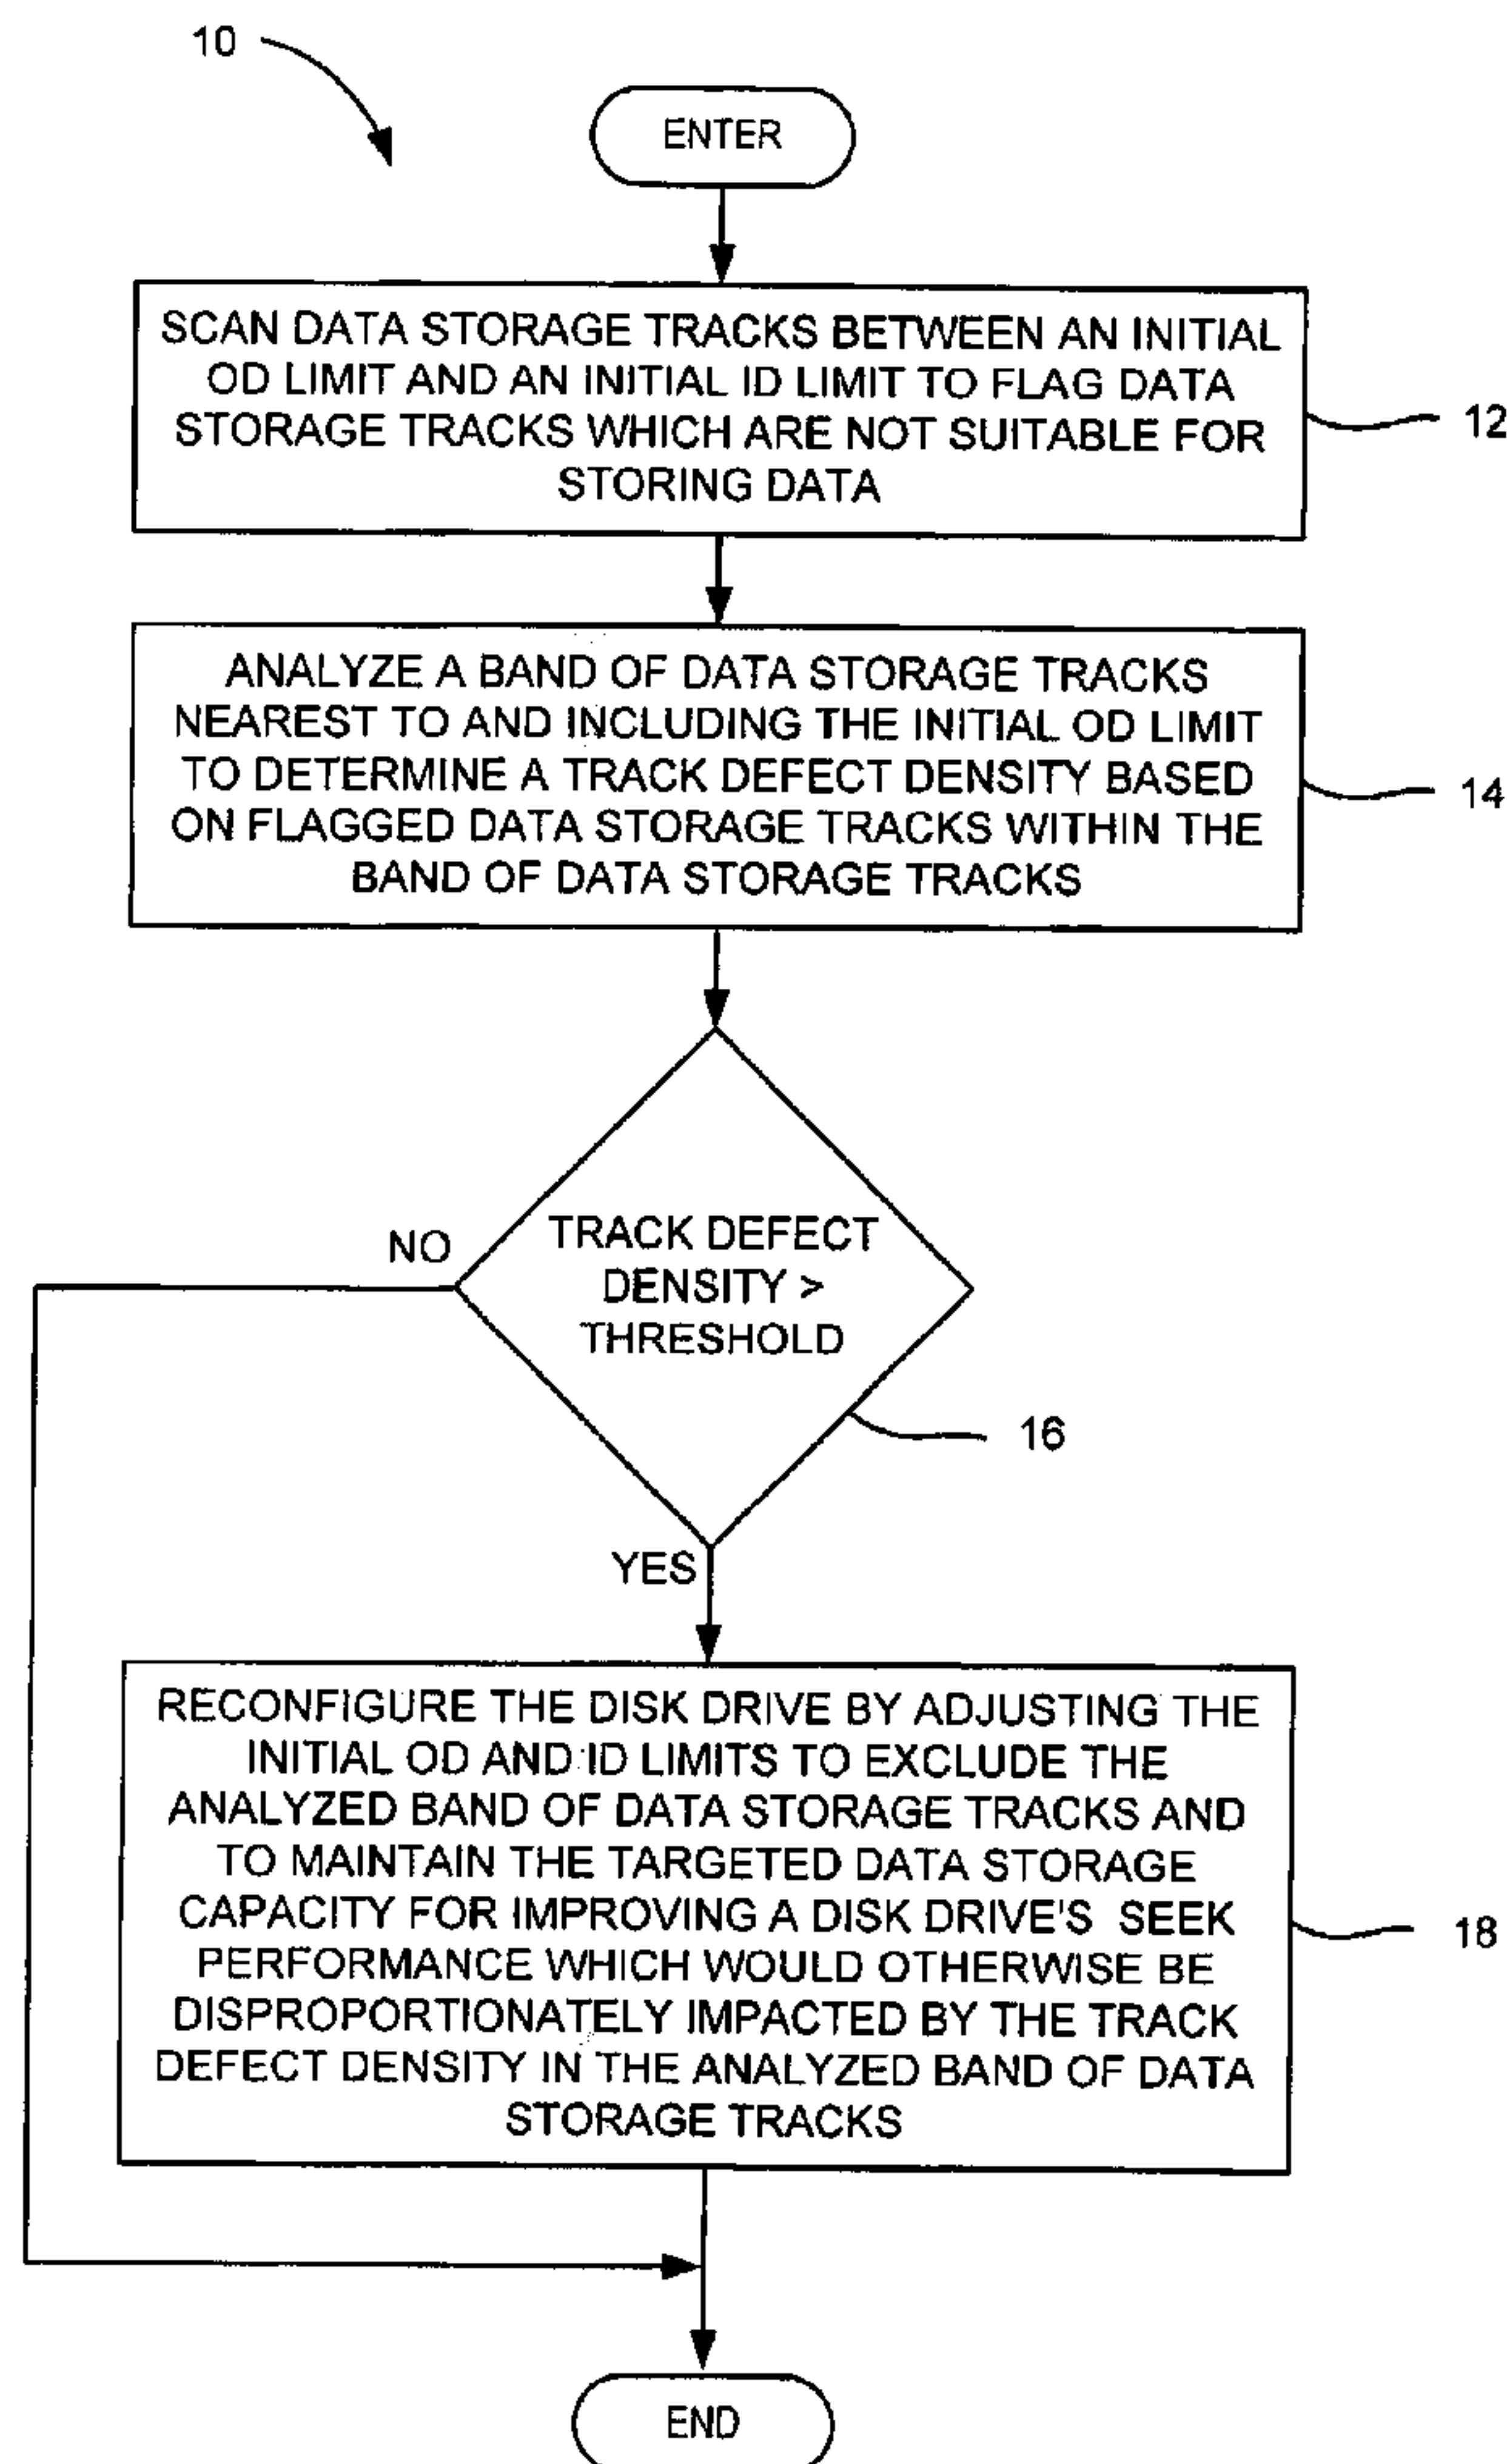 10
ENTER
SCAN DATA STORAGE TRACKS BETWEEN AN INITIAL
OD LIMIT AND AN INITIAL ID LIMIT TO FLAG DATA
STORAGE TRACKS WHICH ARE NOT SUITABLE FOR
STORING DATA
12
ANALYZE A BAND OF DATA STORAGE TRACKS
NEAREST TO AND INCLUDING THE INITIAL OD LIMIT
TO DETERMINE A TRACK DEFECT DENSITY BASED
ON FLAGGED DATA STORAGE TRACKS WITHIN THE
BAND OF DATA STORAGE TRACKS
14
NO
TRACK DEFECT
DENSITY >
THRESHOLD
16
YES
RECONFIGURE THE DISK DRIVE BY ADJUSTING THE
INITIAL OD AND ID LIMITS TO EXCLUDE THE
ANALYZED BAND OF DATA STORAGE TRACKS AND
TO MAINTAIN THE TARGETED DATA STORAGE
CAPACITY FOR IMPROVING A DISK DRIVE'S SEEK
PERFORMANCE WHICH WOULD OTHERWISE BE
DISPROPORTIONATELY IMPACTED BY THE TRACK
DEFECT DENSITY IN THE ANALYZED BAND OF DATA
STORAGE TRACKS
18
END